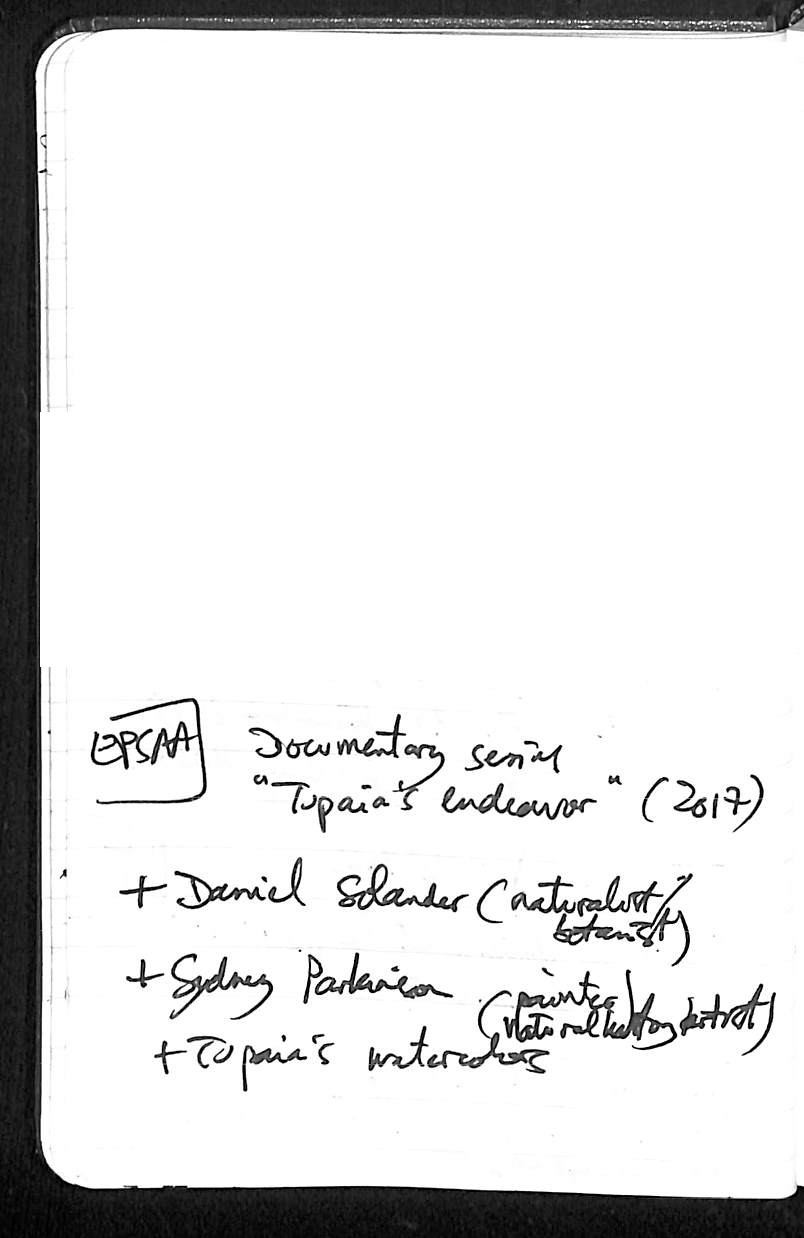 EPSAA Documentary serial
"Tupaia's endeavor" (2017)
+ Daniel Solander (naturalist/
botanist)
+ Sydney Parkinson (painter/
natural history artist)
+ Tupaia's watercolors